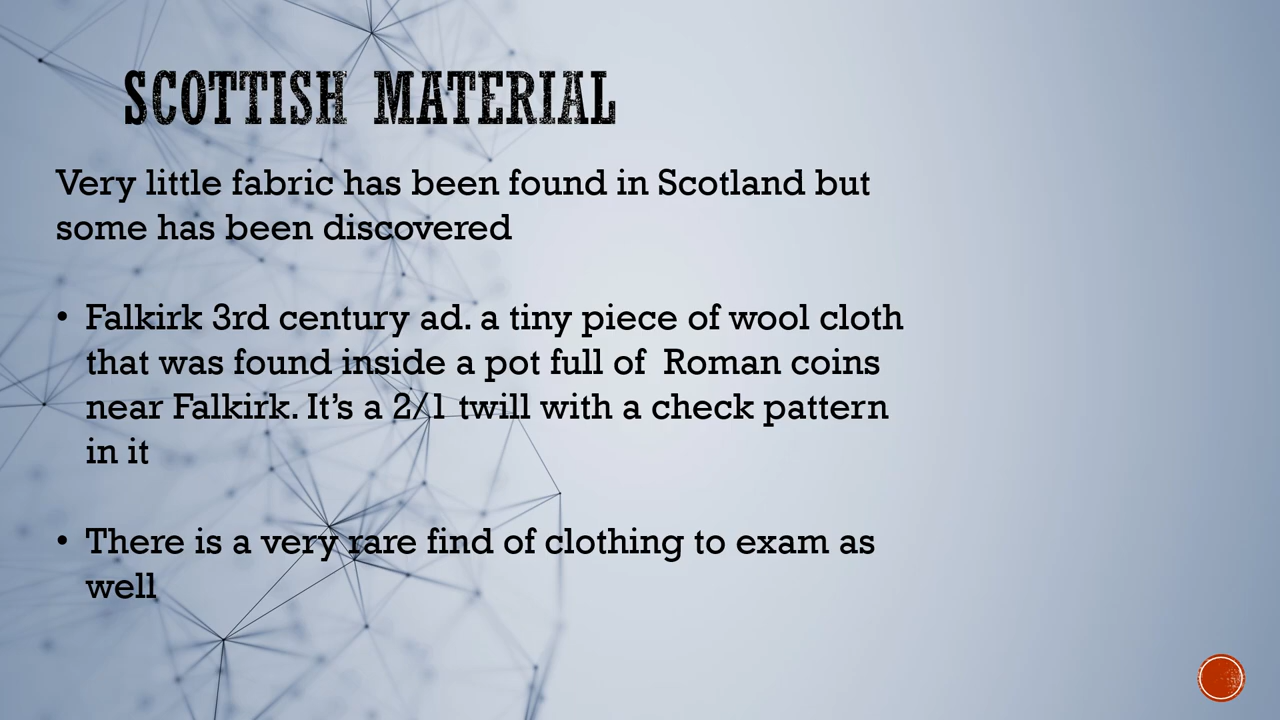 SCOTTISH MATERIAL
Very little fabric has been found in Scotland but
some has been discovered
• Falkirk 3rd century ad. a tiny piece of wool cloth
that was found inside a pot full of  Roman coins
near Falkirk. It’s a 2/1 twill with a check pattern
in it
• There is a very rare find of clothing to exam as
well